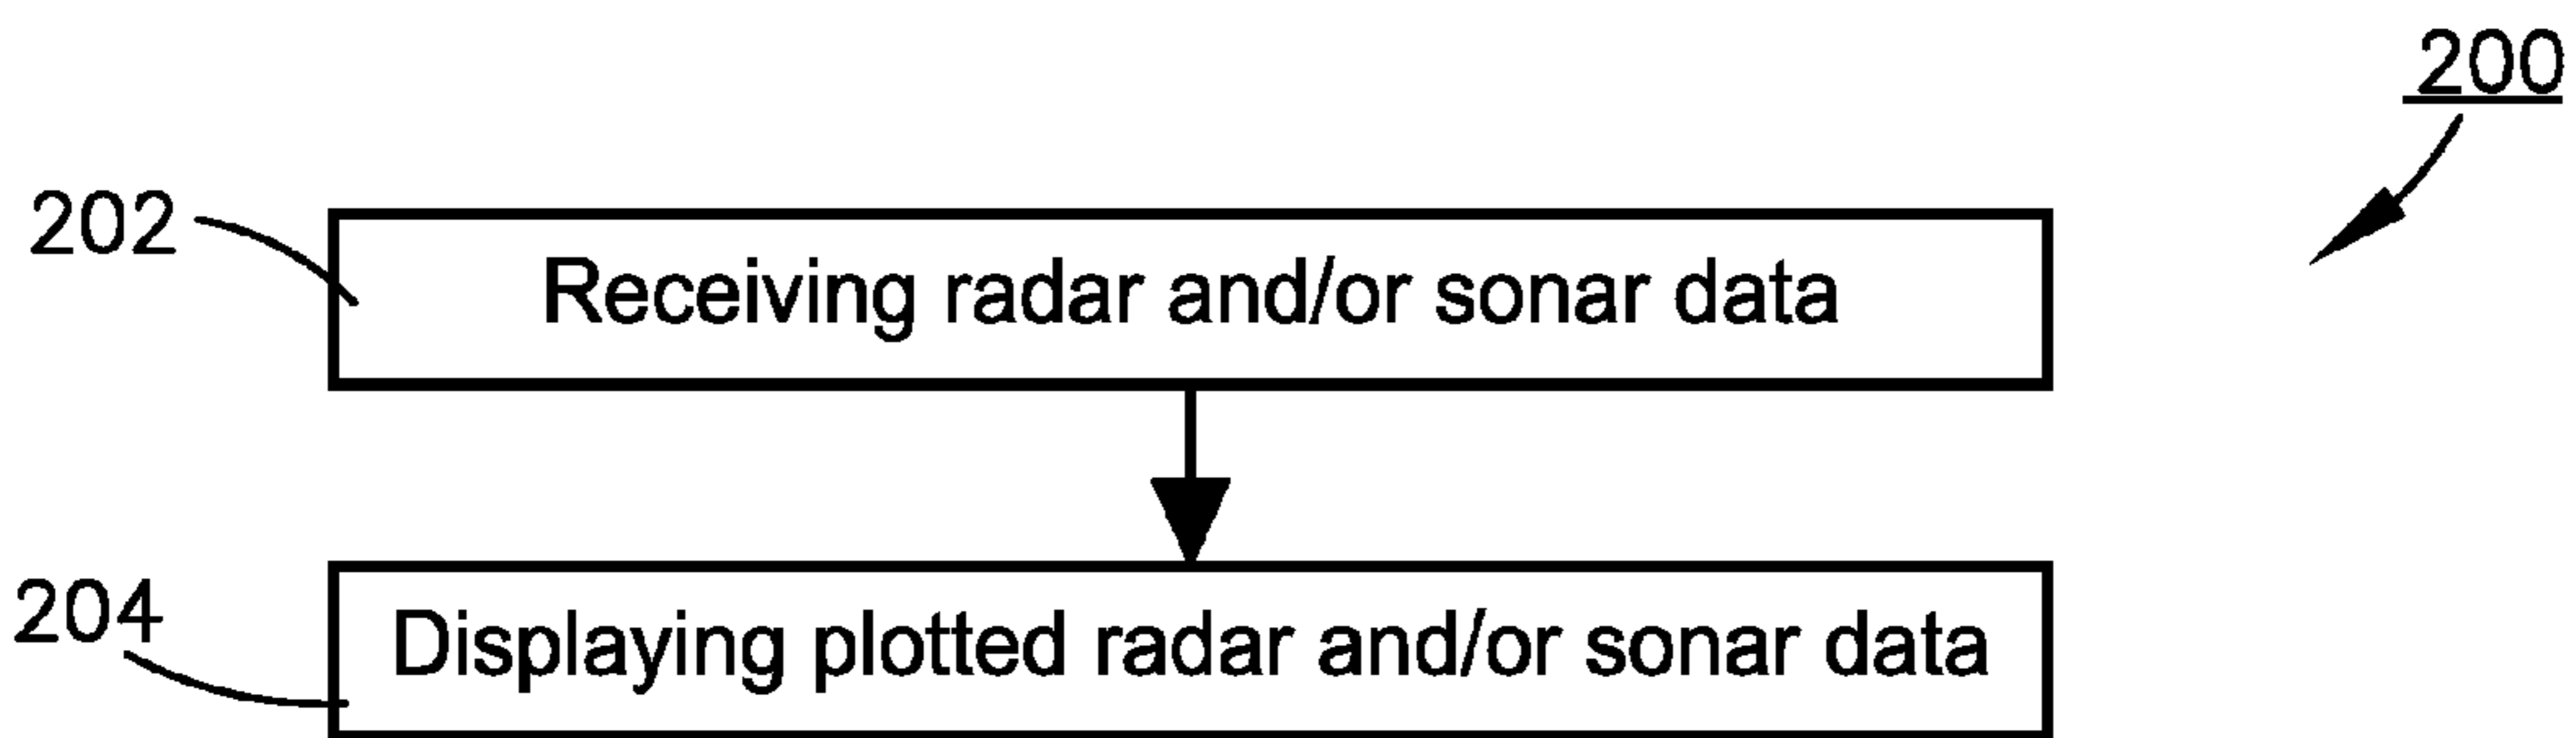 200
202
Receiving radar and/or sonar data
204
Displaying plotted radar and/or sonar data